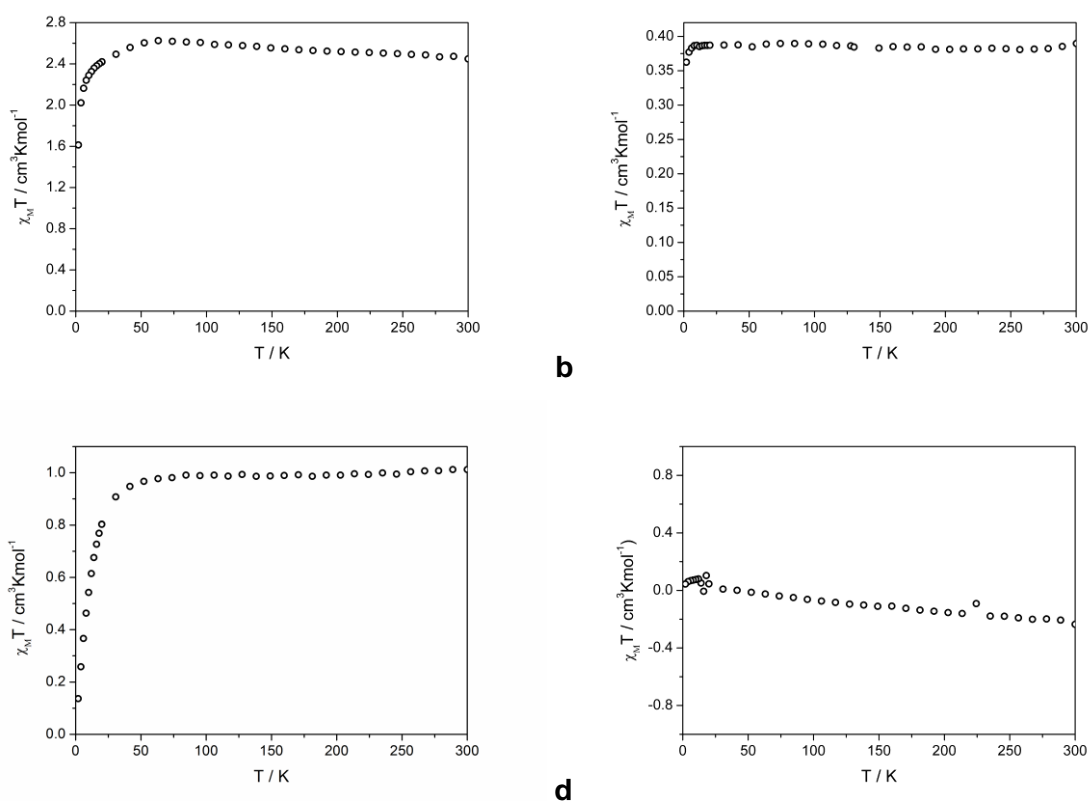 2.8
2.4
2.0
1.6
1.2
0.8
0.4
0.0
χMT / cm³Kmol⁻¹
0 50 100 150 200 250 300
T / K
0.40
0.35
0.30
0.25
0.20
0.15
0.10
0.05
0.00
χMT / cm³Kmol⁻¹
0 50 100 150 200 250 300
T / K
b
1.0
0.8
0.6
0.4
0.2
0.0
χMT / cm³Kmol⁻¹
0 50 100 150 200 250 300
T / K
0.8
0.4
0.0
-0.4
-0.8
χMT / cm³Kmol⁻¹)
0 50 100 150 200 250 300
T / K
d